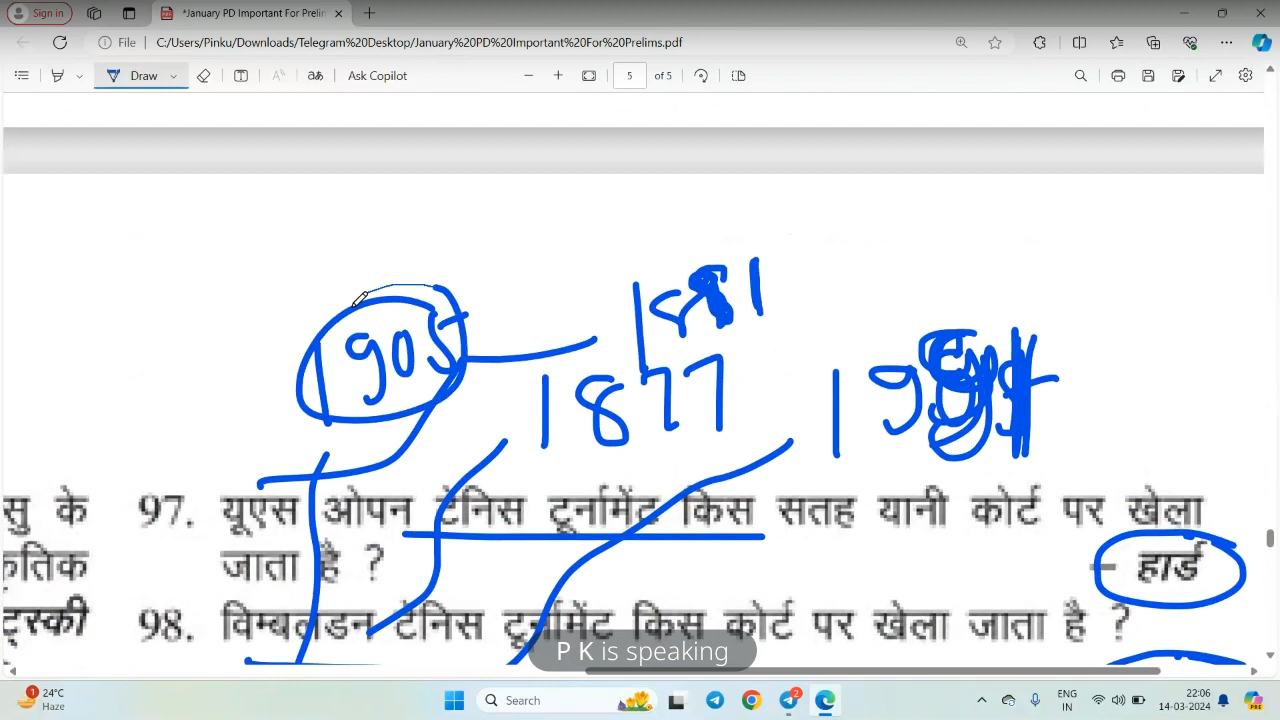 Sign in
*January PD Important For Prelim
File C:/Users/Pinku/Downloads/Telegram%20Desktop/January%20PD%20Important%20For%20Prelims.pdf
Draw Ask Copilot 5 of 5
1905 1877
सु के 97. यूएस ओपन टेनिस टूर्नामेंट किस सतह यानी कोर्ट पर खेला
कृतिक जाता है ? – हार्ड
ट्स्की 98. विम्बलडन टेनिस टूर्नामेंट किस कोर्ट पर खेला जाता है ?
P K is speaking
1 24°C Search 2 ENG 22:06
Haze IN 14-03-2024